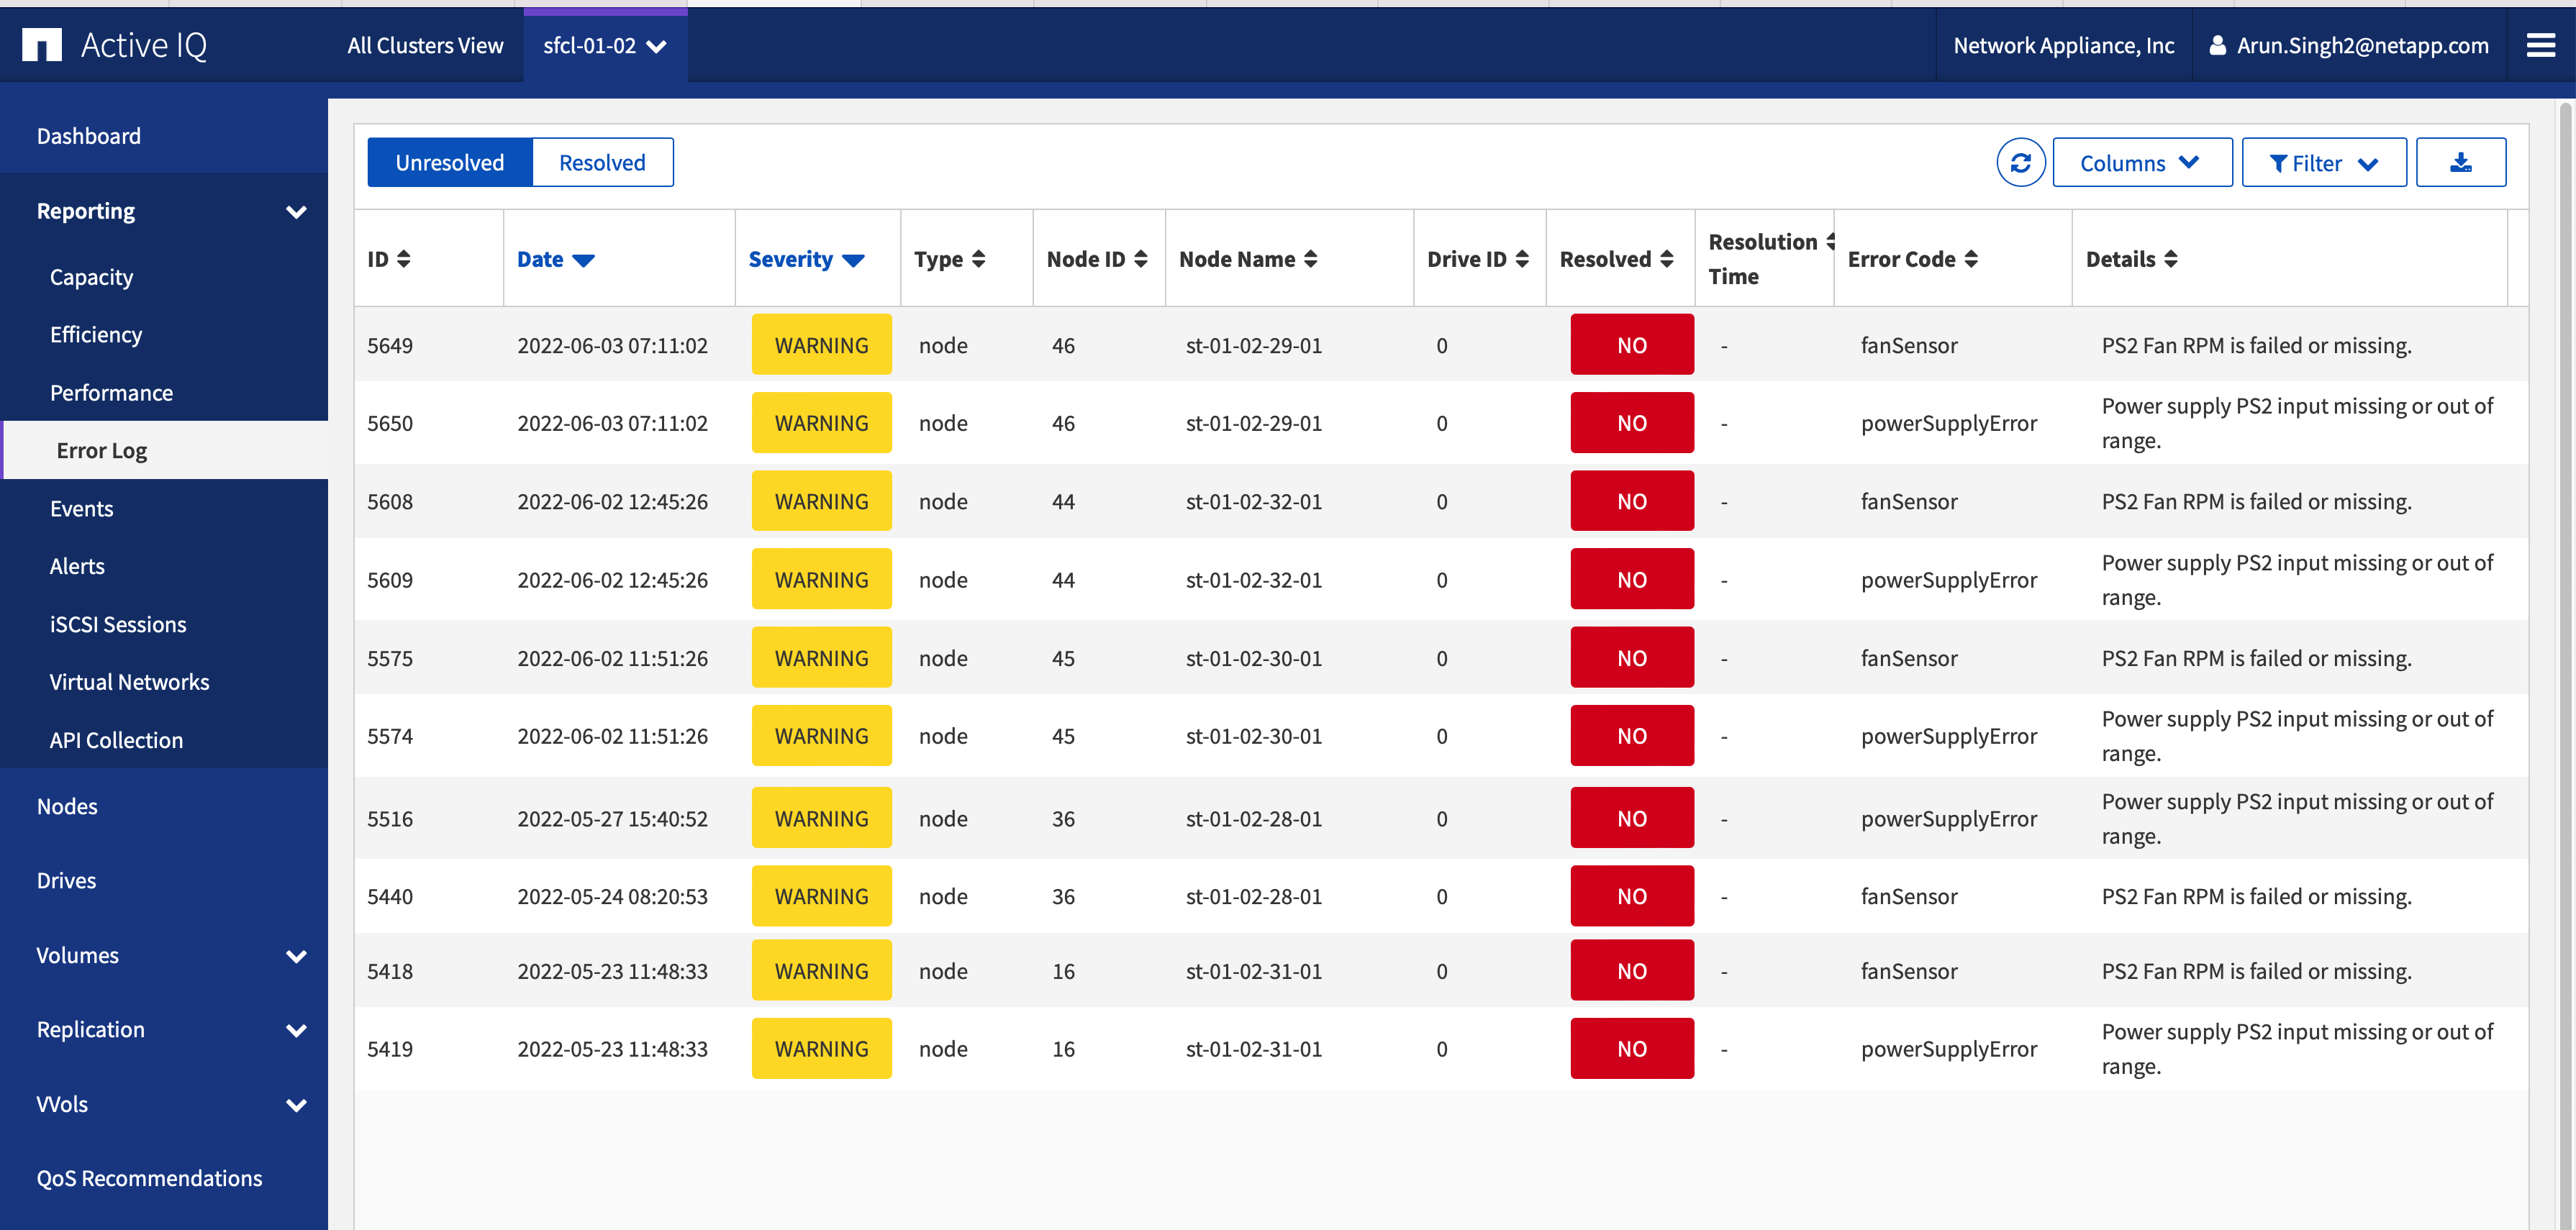 Active IQ
All Clusters View
sfcl-01-02
Network Appliance, Inc
Arun.Singh2@netapp.com
Dashboard
Reporting
Capacity
Efficiency
Performance
Error Log
Events
Alerts
iSCSI Sessions
Virtual Networks
API Collection
Nodes
Drives
Volumes
Replication
VVols
QoS Recommendations
Unresolved
Resolved
Columns
Filter
ID Date Severity Type Node ID Node Name Drive ID Resolved Resolution Time Error Code Details
5649 2022-06-03 07:11:02 WARNING node 46 st-01-02-29-01 0 NO - fanSensor PS2 Fan RPM is failed or missing.
5650 2022-06-03 07:11:02 WARNING node 46 st-01-02-29-01 0 NO - powerSupplyError Power supply PS2 input missing or out of
range.
5608 2022-06-02 12:45:26 WARNING node 44 st-01-02-32-01 0 NO - fanSensor PS2 Fan RPM is failed or missing.
5609 2022-06-02 12:45:26 WARNING node 44 st-01-02-32-01 0 NO - powerSupplyError Power supply PS2 input missing or out of
range.
5575 2022-06-02 11:51:26 WARNING node 45 st-01-02-30-01 0 NO - fanSensor PS2 Fan RPM is failed or missing.
5574 2022-06-02 11:51:26 WARNING node 45 st-01-02-30-01 0 NO - powerSupplyError Power supply PS2 input missing or out of
range.
5516 2022-05-27 15:40:52 WARNING node 36 st-01-02-28-01 0 NO - powerSupplyError Power supply PS2 input missing or out of
range.
5440 2022-05-24 08:20:53 WARNING node 36 st-01-02-28-01 0 NO - fanSensor PS2 Fan RPM is failed or missing.
5418 2022-05-23 11:48:33 WARNING node 16 st-01-02-31-01 0 NO - fanSensor PS2 Fan RPM is failed or missing.
5419 2022-05-23 11:48:33 WARNING node 16 st-01-02-31-01 0 NO - powerSupplyError Power supply PS2 input missing or out of
range.